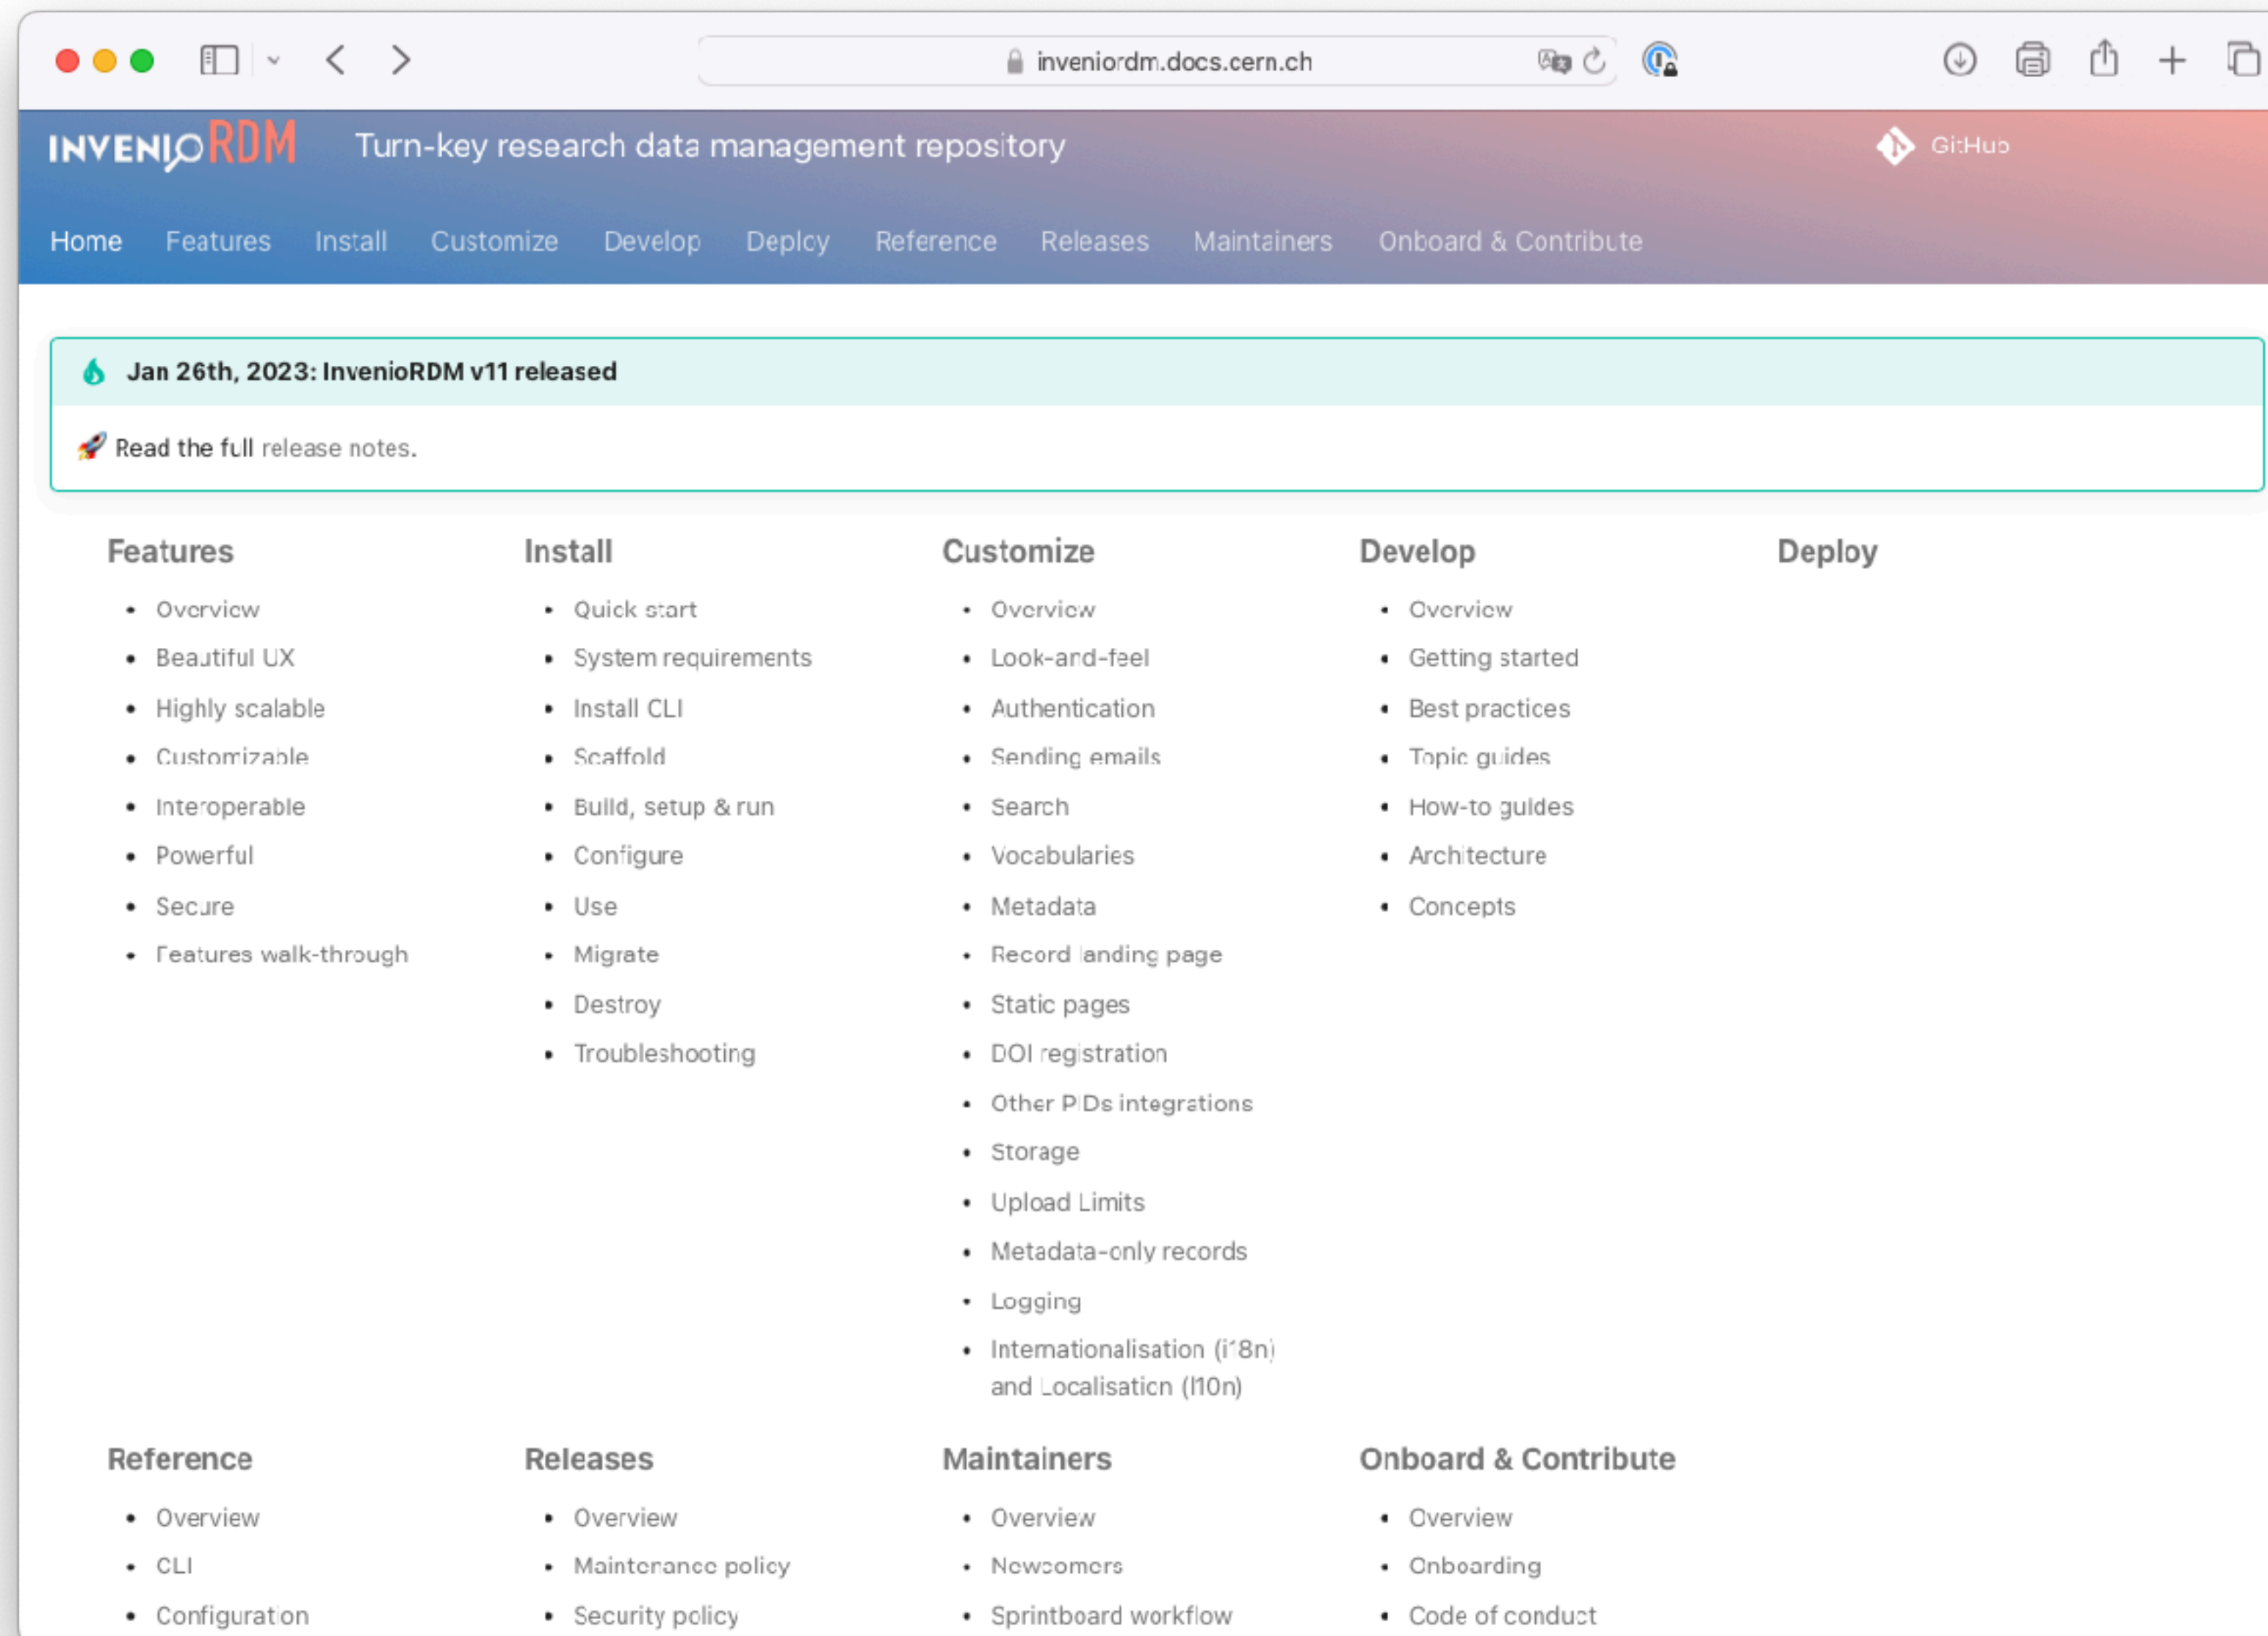 inveniordm.docs.cern.ch
INVENIORDM Turn-key research data management repository GitHub
Home Features Install Customize Develop Deploy Reference Releases Maintainers Onboard & Contribute
Jan 26th, 2023: InvenioRDM v11 released
🚀 Read the full release notes.
Features
• Overview
• Beautiful UX
• Highly scalable
• Customizable
• Interoperable
• Powerful
• Secure
• Features walk-through
Install
• Quick start
• System requirements
• Install CLI
• Scaffold
• Build, setup & run
• Configure
• Use
• Migrate
• Destroy
• Troubleshooting
Customize
• Overview
• Look-and-feel
• Authentication
• Sending emails
• Search
• Vocabularies
• Metadata
• Record landing page
• Static pages
• DOI registration
• Other PIDs integrations
• Storage
• Upload Limits
• Metadata-only records
• Logging
• Internationalisation (i18n)
and Localisation (l10n)
Develop
• Overview
• Getting started
• Best practices
• Topic guides
• How-to guides
• Architecture
• Concepts
Deploy
Reference
• Overview
• CLI
• Configuration
Releases
• Overview
• Maintenance policy
• Security policy
Maintainers
• Overview
• Newcomers
• Sprintboard workflow
Onboard & Contribute
• Overview
• Onboarding
• Code of conduct